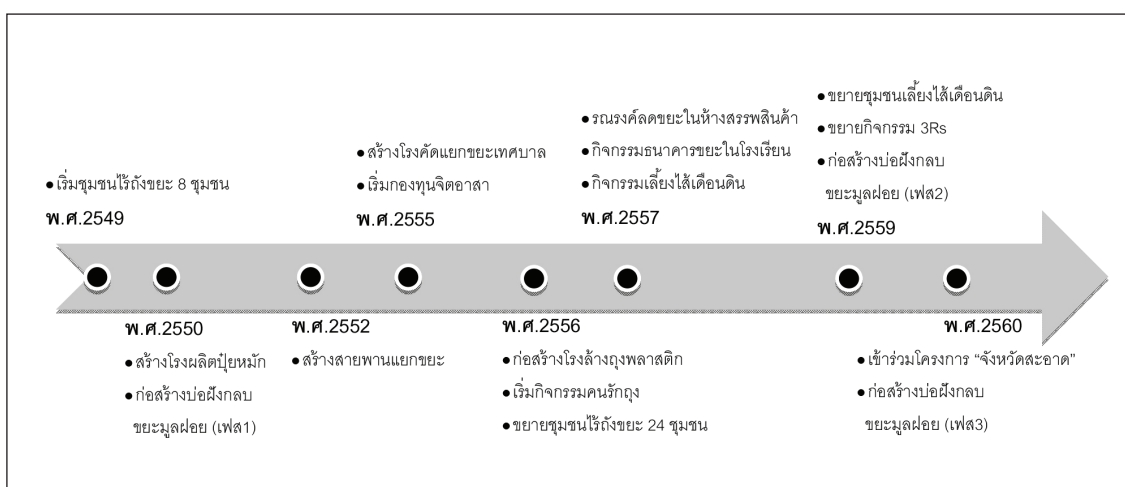 ● เริ่มชุมชนไร้ถังขยะ 8 ชุมชน
พ.ศ.2549
● สร้างโรงคัดแยกขยะเทศบาล
● เริ่มกองทุนจิตอาสา
พ.ศ.2555
● รณรงค์ลดขยะในห้างสรรพสินค้า
● กิจกรรมธนาคารขยะในโรงเรียน
● กิจกรรมเลี้ยงไส้เดือนดิน
พ.ศ.2557
● ขยายชุมชนเลี้ยงไส้เดือนดิน
● ขยายกิจกรรม 3Rs
● ก่อสร้างบ่อฝังกลบ
ขยะมูลฝอย (เฟส2)
พ.ศ.2559
พ.ศ.2550
● สร้างโรงผลิตปุ๋ยหมัก
● ก่อสร้างบ่อฝังกลบ
ขยะมูลฝอย (เฟส1)
พ.ศ.2552
● สร้างสายพานแยกขยะ
พ.ศ.2556
● ก่อสร้างโรงล้างถุงพลาสติก
● เริ่มกิจกรรมคนรักถุง
● ขยายชุมชนไร้ถังขยะ 24 ชุมชน
พ.ศ.2560
● เข้าร่วมโครงการ “จังหวัดสะอาด”
● ก่อสร้างบ่อฝังกลบ
ขยะมูลฝอย (เฟส3)